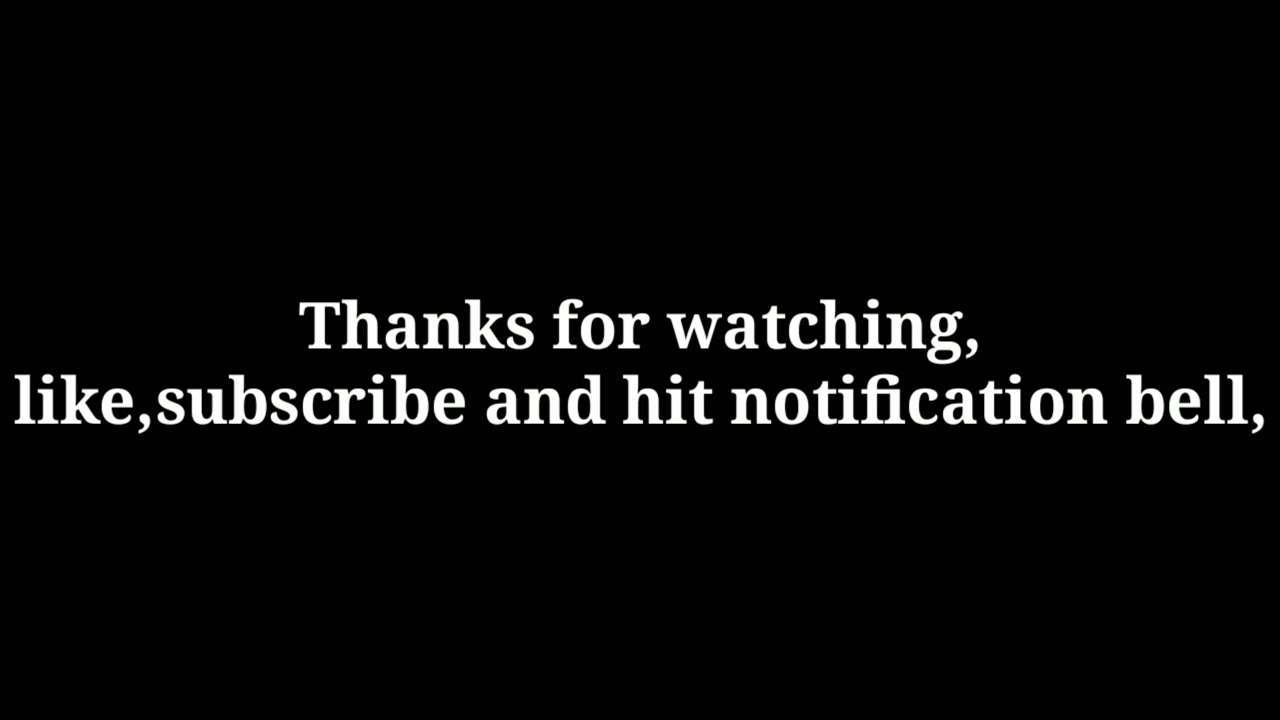 Thanks for watching,
like,subscribe and hit notification bell,